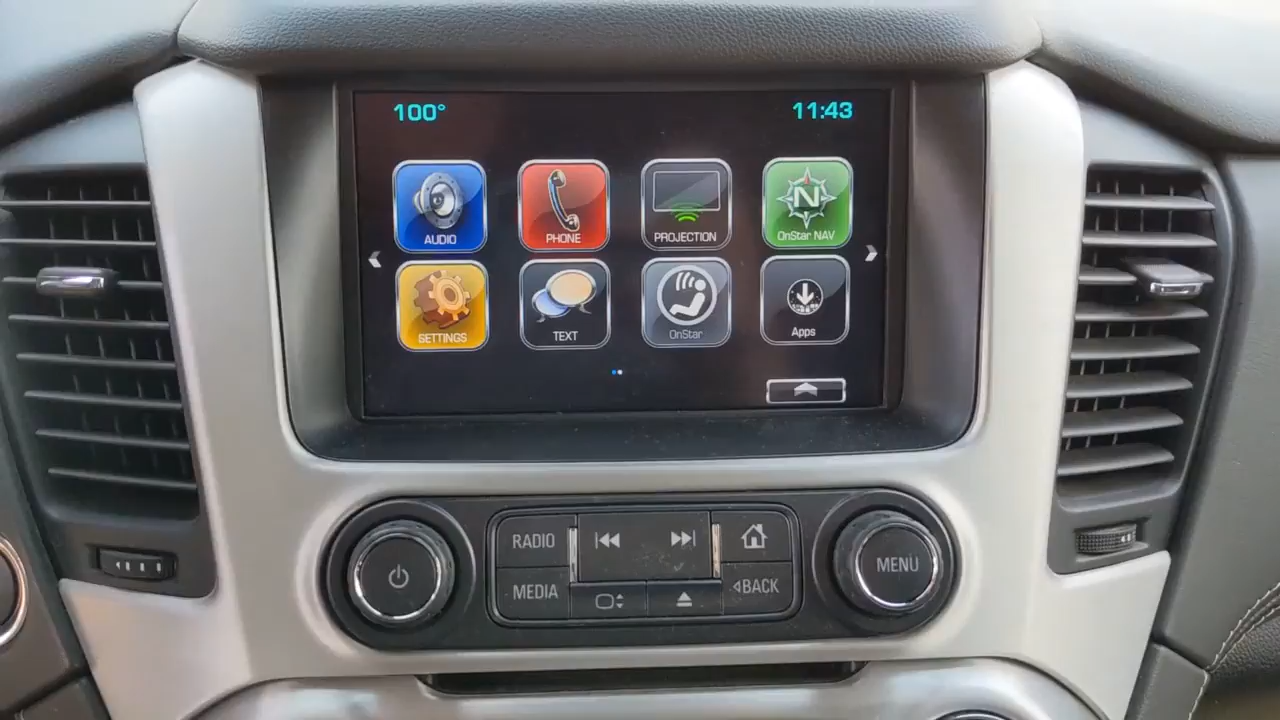 100° 11:43
AUDIO PHONE PROJECTION OnStar NAV
N
SETTINGS TEXT OnStar Apps
RADIO
MEDIA
BACK
MENU